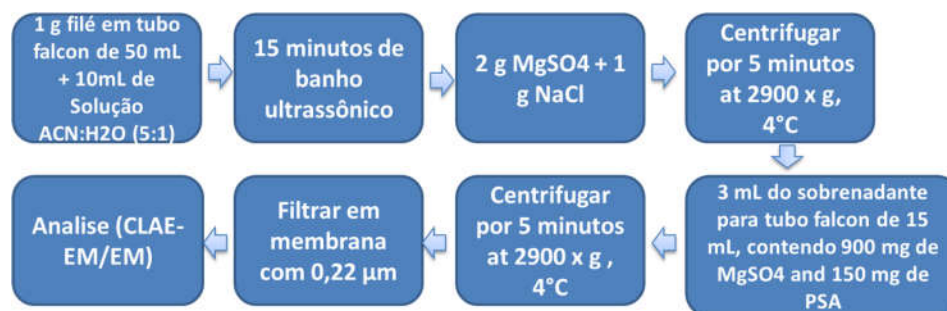 1 g filé em tubo
falcon de 50 mL
+ 10mL de
Solução
ACN:H2O (5:1)
15 minutos de
banho
ultrassônico
2 g MgSO4 + 1
g NaCl
Centrifugar
por 5 minutos
at 2900 x g,
4°C
3 mL do sobrenadante
para tubo falcon de 15
mL, contendo 900 mg de
MgSO4 and 150 mg de
PSA
Centrifugar
por 5 minutos
at 2900 x g ,
4°C
Filtrar em
membrana
com 0,22 µm
Analise (CLAE-
EM/EM)